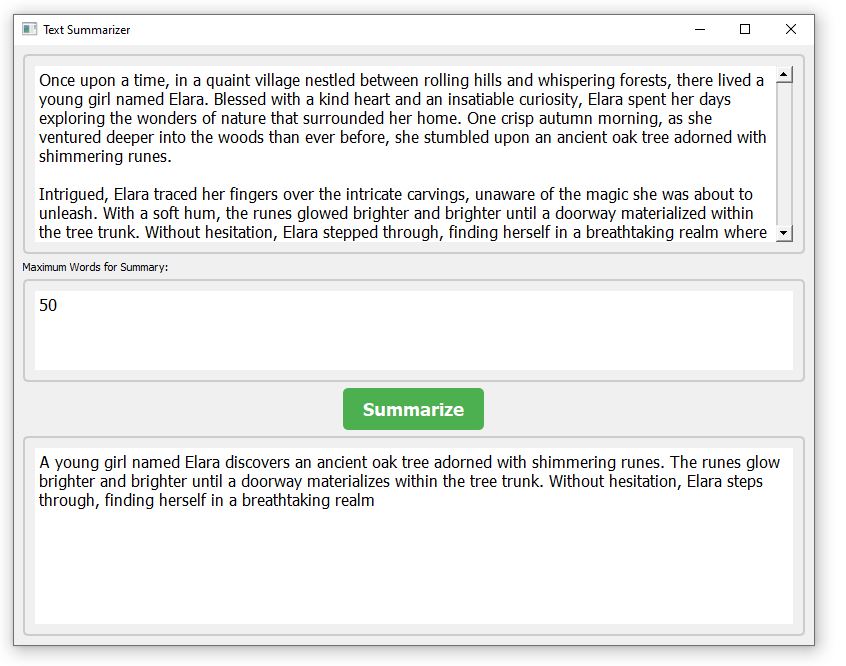 Text Summarizer
Once upon a time, in a quaint village nestled between rolling hills and whispering forests, there lived a
young girl named Elara. Blessed with a kind heart and an insatiable curiosity, Elara spent her days
exploring the wonders of nature that surrounded her home. One crisp autumn morning, as she
ventured deeper into the woods than ever before, she stumbled upon an ancient oak tree adorned with
shimmering runes.
Intrigued, Elara traced her fingers over the intricate carvings, unaware of the magic she was about to
unleash. With a soft hum, the runes glowed brighter and brighter until a doorway materialized within
the tree trunk. Without hesitation, Elara stepped through, finding herself in a breathtaking realm where
Maximum Words for Summary:
50
Summarize
A young girl named Elara discovers an ancient oak tree adorned with shimmering runes. The runes glow
brighter and brighter until a doorway materializes within the tree trunk. Without hesitation, Elara steps
through, finding herself in a breathtaking realm